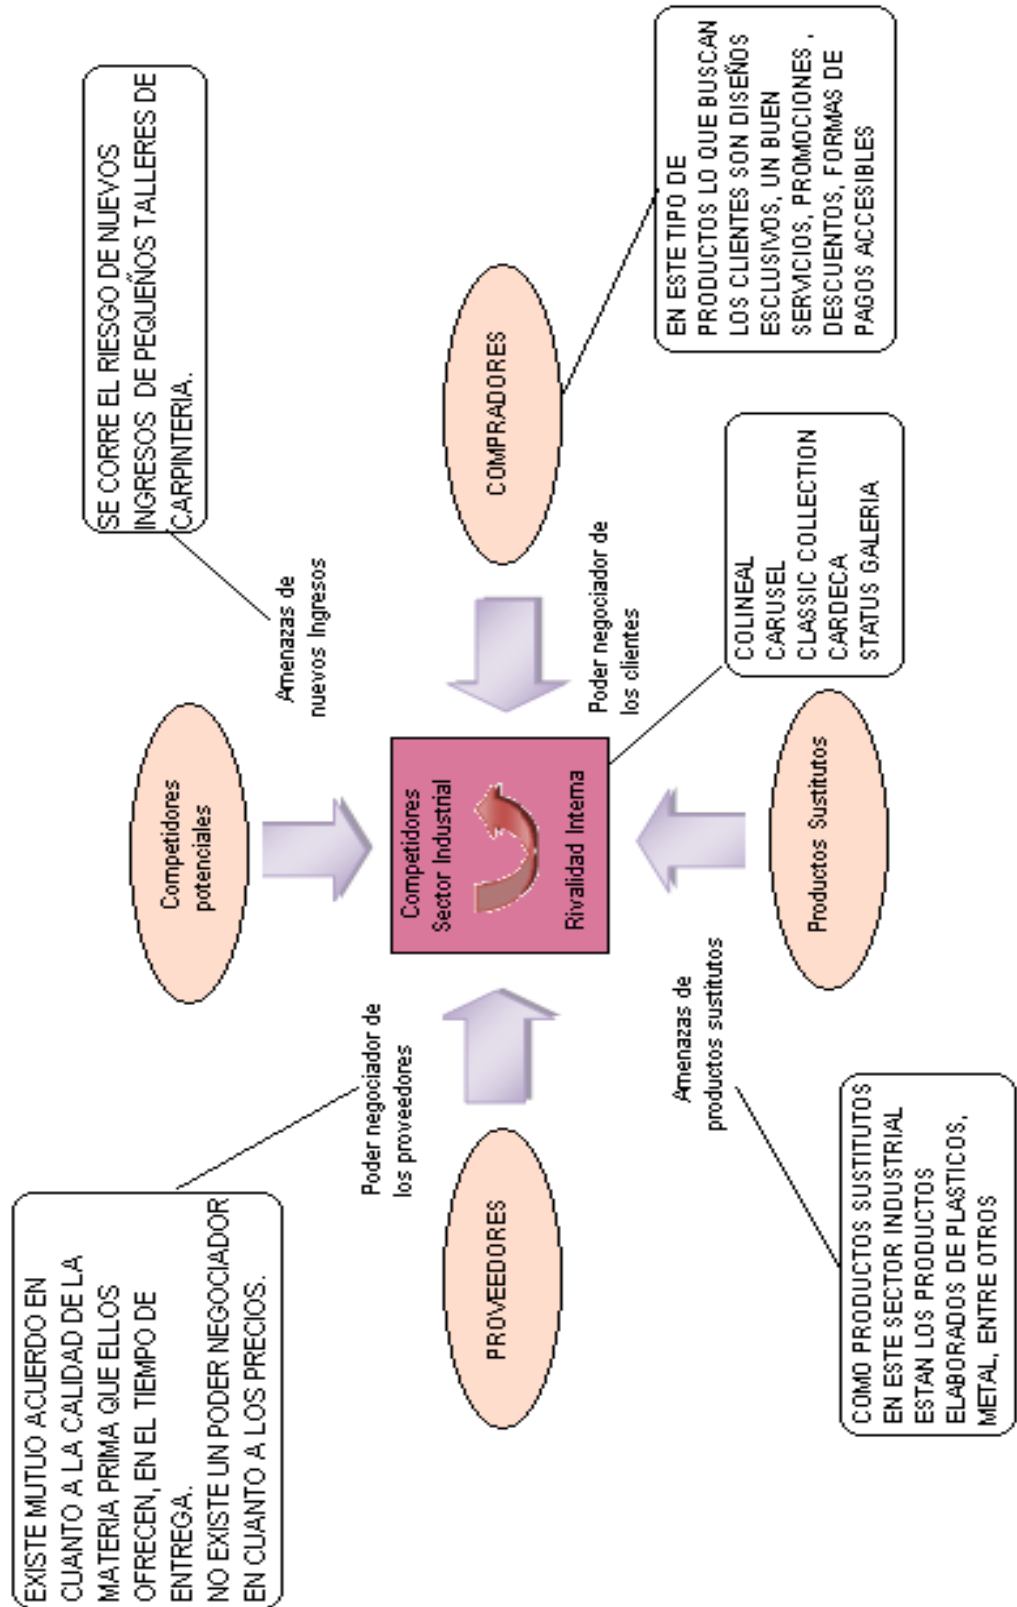 EXISTE MUTUO ACUERDO EN
CUANTO A LA CALIDAD DE LA
MATERIA PRIMA QUE ELLOS
OFRECEN, EN EL TIEMPO DE
ENTREGA.
NO EXISTE UN PODER NEGOCIADOR
EN CUANTO A LOS PRECIOS.
Competidores
potenciales
SE CORRE EL RIESGO DE NUEVOS
INGRESOS DE PEQUEÑOS TALLERES DE
CARPINTERIA.
Amenazas de
nuevos Ingresos
Poder negociador de
los proveedores
PROVEEDORES
Competidores
Sector Industrial
Rivalidad Interna
COMPRADORES
Poder negociador de
los clientes
EN ESTE TIPO DE
PRODUCTOS LO QUE BUSCAN
LOS CLIENTES SON DISEÑOS
ESCLUSIVOS, UN BUEN
SERVICIOS, PROMOCIONES ,
DESCUENTOS, FORMAS DE
PAGOS ACCESIBLES
Amenazas de
productos sustitutos
COLINEAL
CARUSEL
CLASSIC COLLECTION
CARDECA
STATUS GALERIA
Productos Sustitutos
COMO PRODUCTOS SUSTITUTOS
EN ESTE SECTOR INDUSTRIAL
ESTAN LOS PRODUCTOS
ELABORADOS DE PLASTICOS,
METAL, ENTRE OTROS